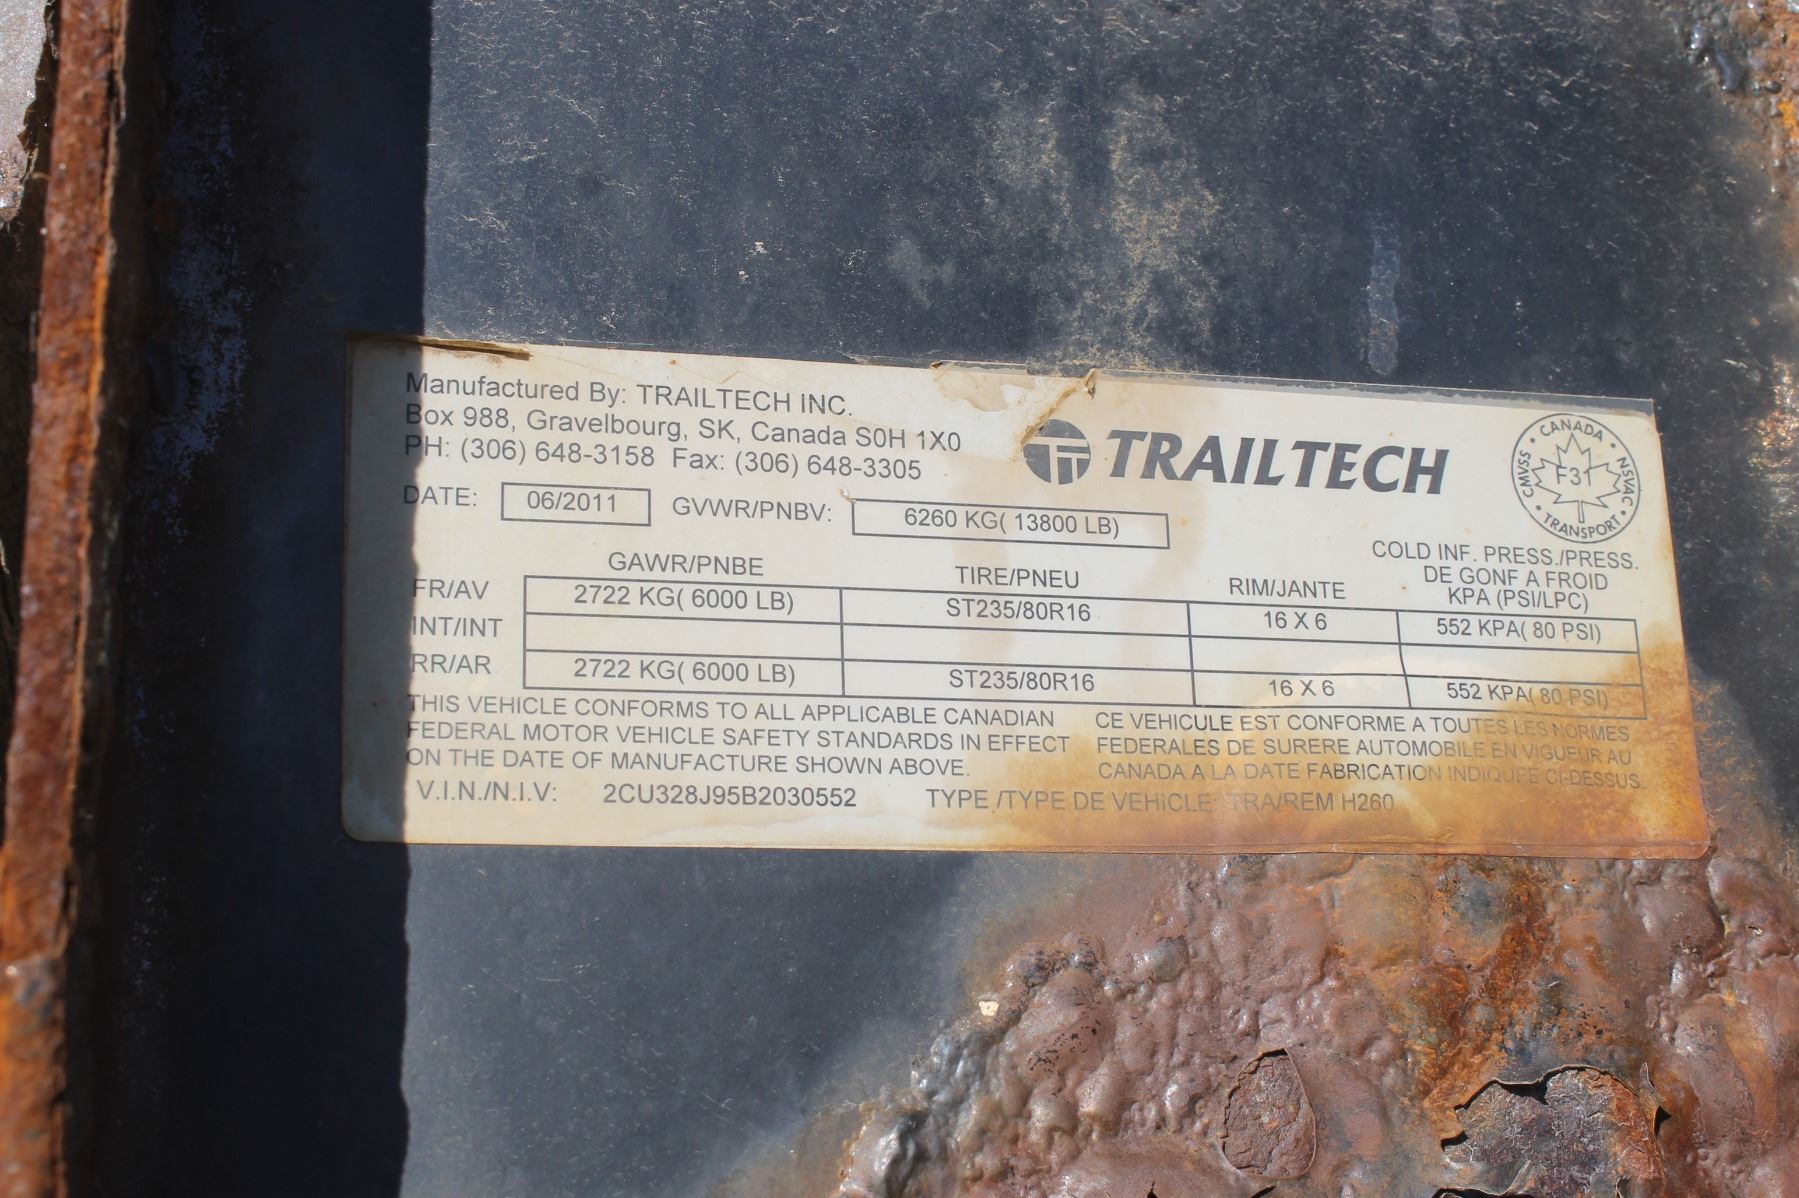 Manufactured By: TRAILTECH INC.
Box 988, Gravelbourg, SK, Canada S0H 1X0
PH: (306) 648-3158 Fax: (306) 648-3305
TRAILTECH
CANADA
CMVSS F31 NSVAC
TRANSPORT
DATE: 06/2011 GVWR/PNBV: 6260 KG( 13800 LB)
GAWR/PNBE TIRE/PNEU RIM/JANTE COLD INF. PRESS./PRESS.
DE GONF A FROID
KPA (PSI/LPC)
FR/AV 2722 KG( 6000 LB) ST235/80R16 16 X 6 552 KPA( 80 PSI)
INT/INT
RR/AR 2722 KG( 6000 LB) ST235/80R16 16 X 6 552 KPA( 80 PSI)
THIS VEHICLE CONFORMS TO ALL APPLICABLE CANADIAN
FEDERAL MOTOR VEHICLE SAFETY STANDARDS IN EFFECT
ON THE DATE OF MANUFACTURE SHOWN ABOVE.
CE VEHICULE EST CONFORME A TOUTES LES NORMES
FEDERALES DE SURERE AUTOMOBILE EN VIGUEUR AU
CANADA A LA DATE FABRICATION INDIQUEE CI-DESSUS.
V.I.N./N.I.V: 2CU328J95B2030552 TYPE /TYPE DE VEHICLE: TRA/REM H260